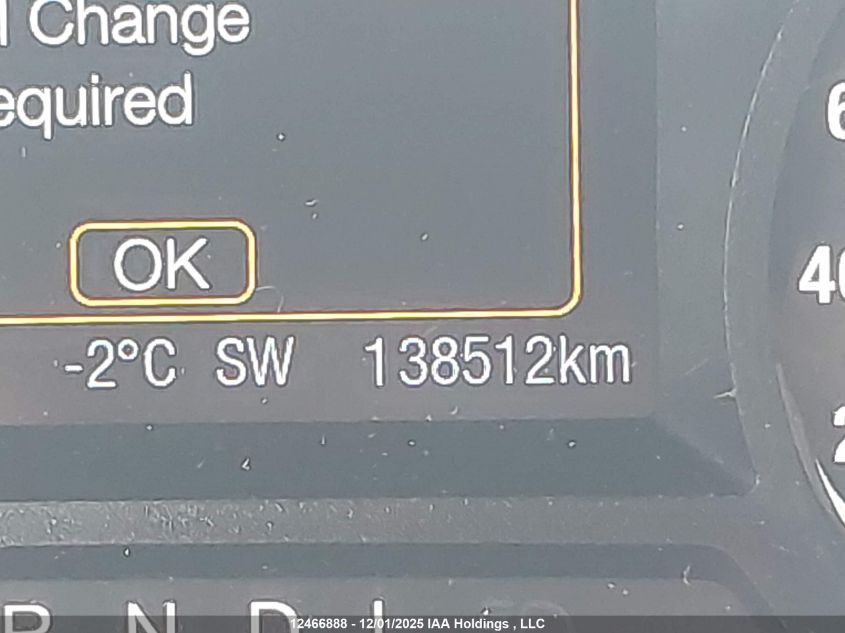 Change
equired
OK
-2°C SW 138512km
N D L
12466888 - 12/01/2025 IAA Holdings , LLC